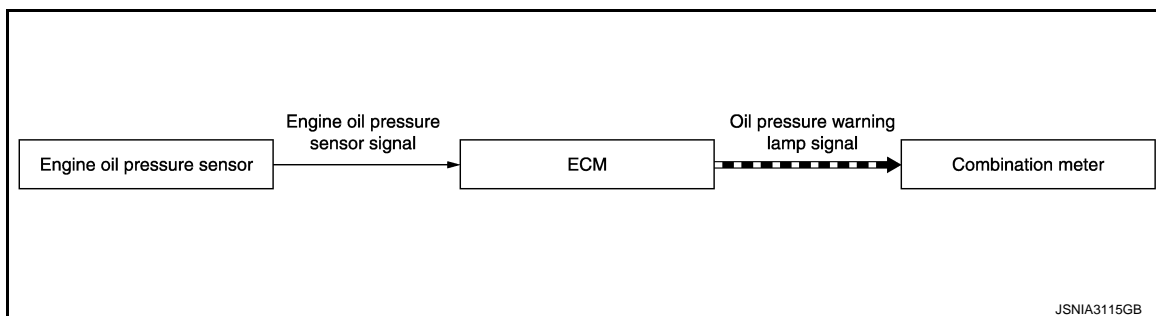 Engine oil pressure
sensor signal
Oil pressure warning
lamp signal
Engine oil pressure sensor
ECM
Combination meter
JSNIA3115GB